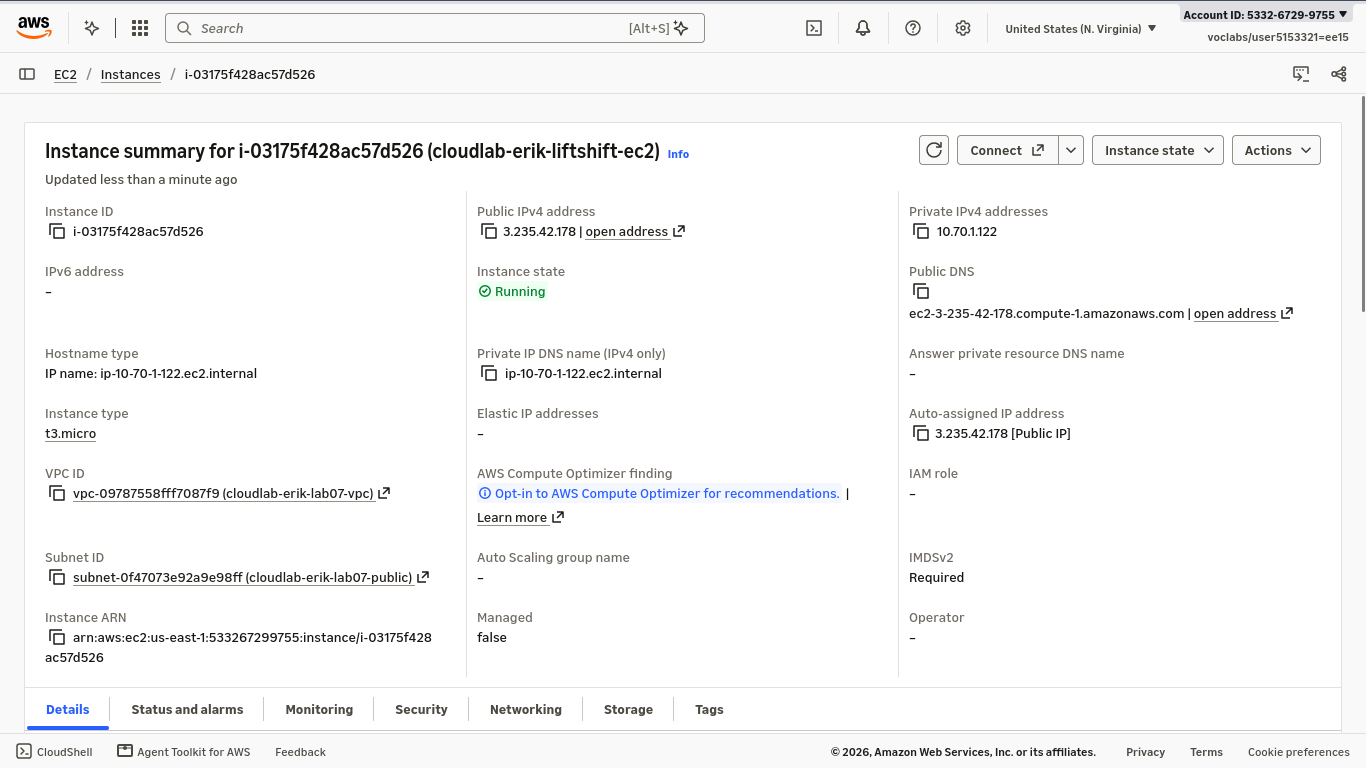 aws
Search
[Alt+S]
United States (N. Virginia)
Account ID: 5332-6729-9755
voclabs/user5153321=ee15
EC2 / Instances / i-03175f428ac57d526
Instance summary for i-03175f428ac57d526 (cloudlab-erik-liftshift-ec2) Info
Updated less than a minute ago
Connect
Instance state
Actions
Instance ID
i-03175f428ac57d526
Public IPv4 address
3.235.42.178 | open address
Private IPv4 addresses
10.70.1.122
IPv6 address
–
Instance state
Running
Public DNS
ec2-3-235-42-178.compute-1.amazonaws.com | open address
Hostname type
IP name: ip-10-70-1-122.ec2.internal
Private IP DNS name (IPv4 only)
ip-10-70-1-122.ec2.internal
Answer private resource DNS name
–
Instance type
t3.micro
Elastic IP addresses
–
Auto-assigned IP address
3.235.42.178 [Public IP]
VPC ID
vpc-09787558fff7087f9 (cloudlab-erik-lab07-vpc)
AWS Compute Optimizer finding
Opt-in to AWS Compute Optimizer for recommendations. |
Learn more
IAM role
–
Subnet ID
subnet-0f47073e92a9e98ff (cloudlab-erik-lab07-public)
Auto Scaling group name
–
IMDSv2
Required
Instance ARN
arn:aws:ec2:us-east-1:533267299755:instance/i-03175f428
ac57d526
Managed
false
Operator
–
Details
Status and alarms
Monitoring
Security
Networking
Storage
Tags
CloudShell
Agent Toolkit for AWS
Feedback
© 2026, Amazon Web Services, Inc. or its affiliates.
Privacy
Terms
Cookie preferences